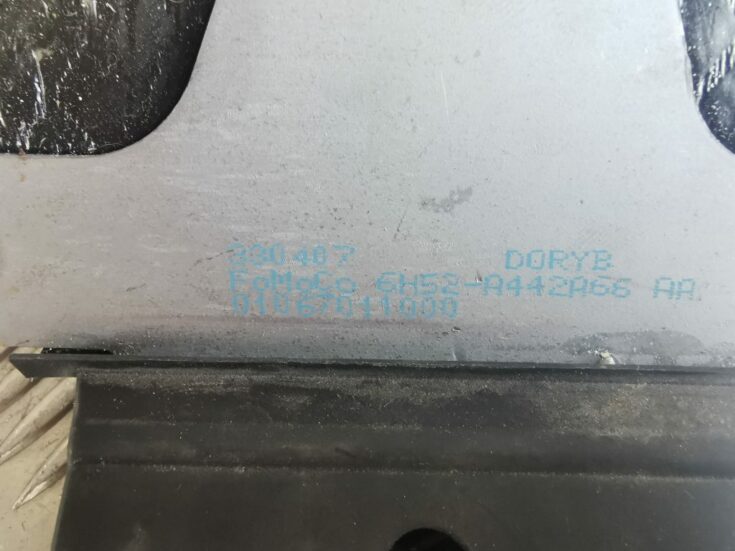 330407 DORYB
FoMoCo 6H52-A442A66 AA
01067011000